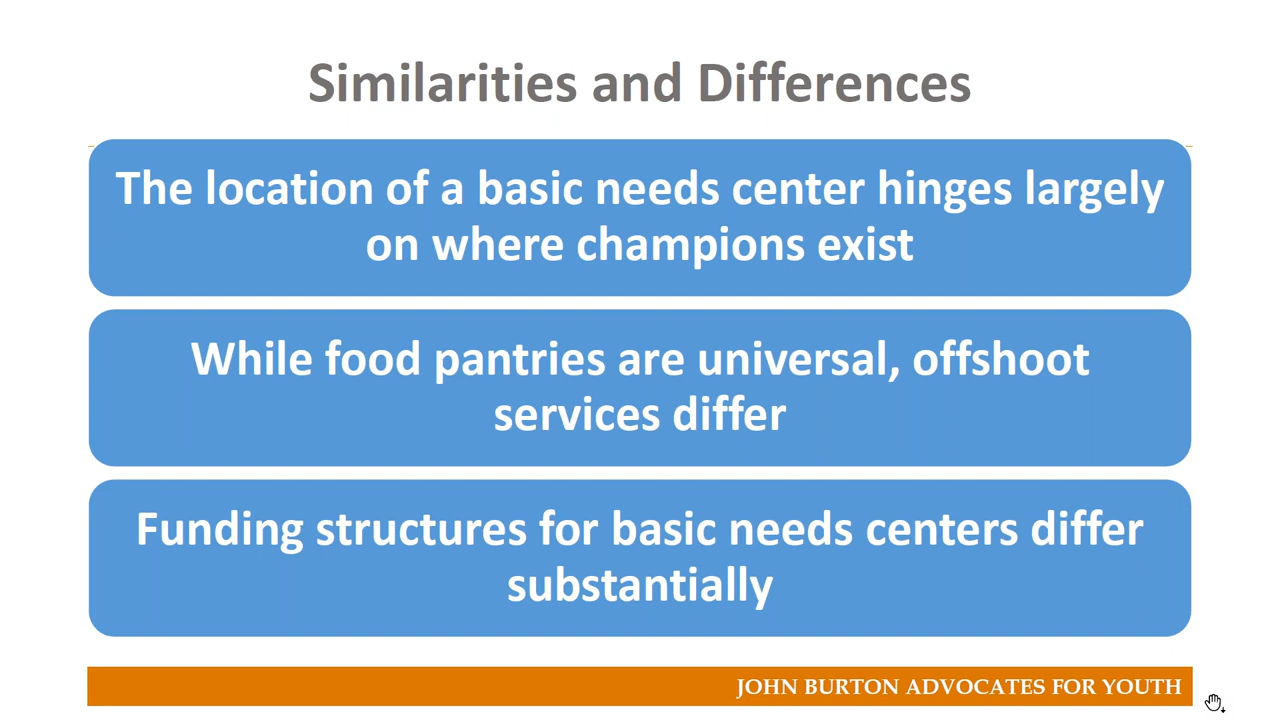 Similarities and Differences
The location of a basic needs center hinges largely
on where champions exist
While food pantries are universal, offshoot
services differ
Funding structures for basic needs centers differ
substantially
JOHN BURTON ADVOCATES FOR YOUTH